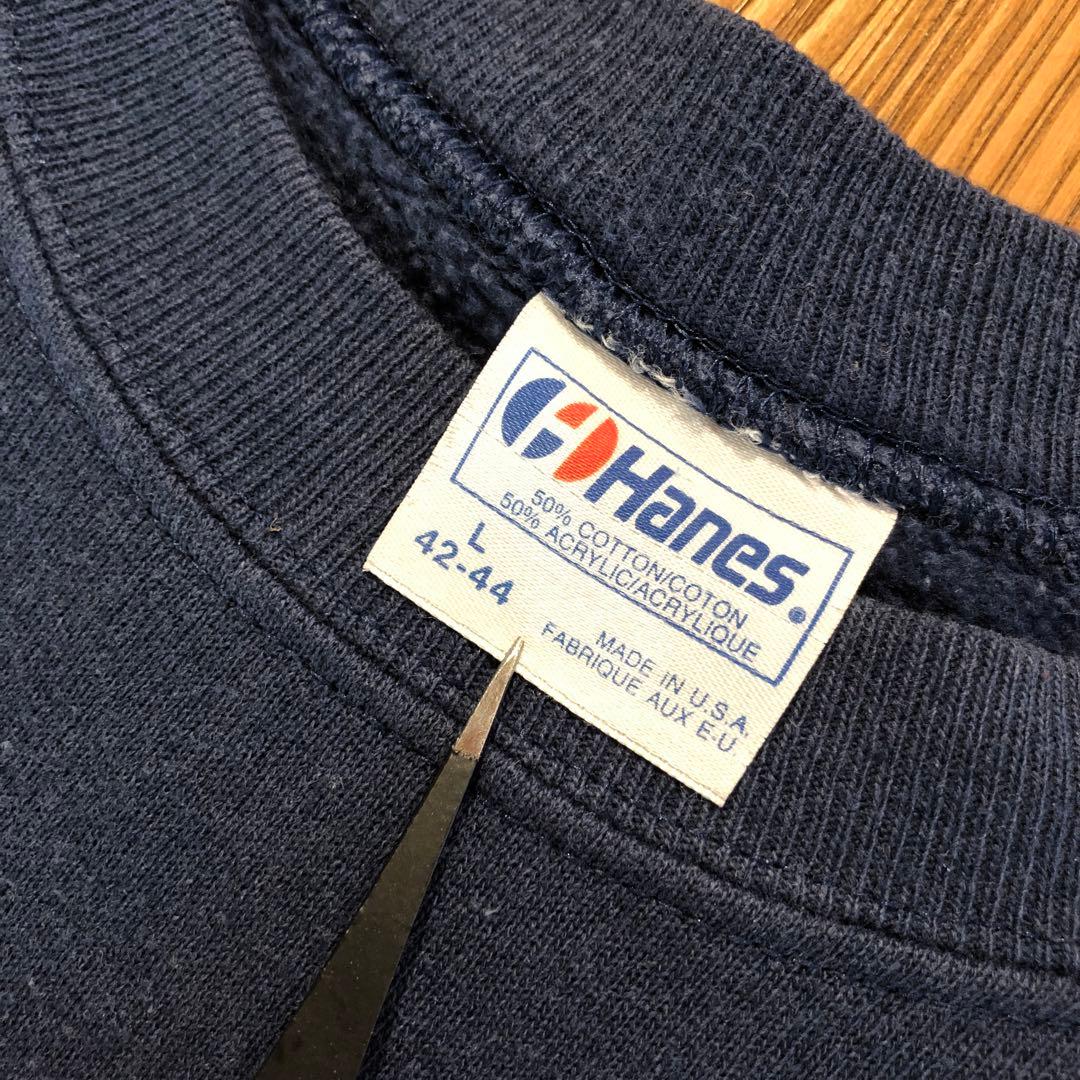 Hanes.
50% COTTON/COTON
50% ACRYLIC/ACRYLIQUE
L
42-44
MADE IN U.S.A.
FABRIQUE AUX E-U